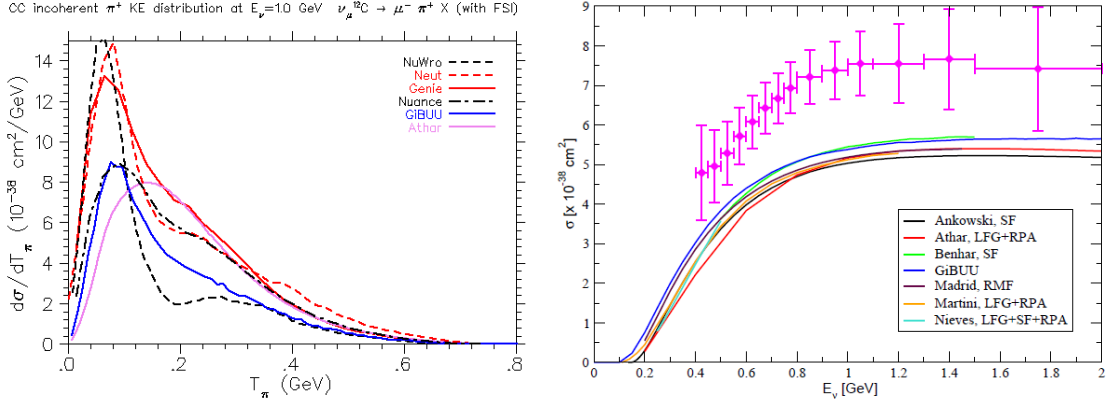 CC incoherent π⁺ KE distribution at Eν=1.0 GeV νμ¹²C → μ⁻ π⁺ X (with FSI)
dσ/dTπ (10⁻³⁸ cm²/GeV)
14
12
10
8
6
4
2
0
NuWro
Neut
Genie
Nuance
GiBUU
Athar
.0
.2
.4
.6
.8
Tπ (GeV)
σ [x 10⁻³⁸ cm²]
9
8
7
6
5
4
3
2
1
0
Ankowski, SF
Athar, LFG+RPA
Benhar, SF
GiBUU
Madrid, RMF
Martini, LFG+RPA
Nieves, LFG+SF+RPA
0
0.2
0.4
0.6
0.8
1
1.2
1.4
1.6
1.8
2
Eν [GeV]